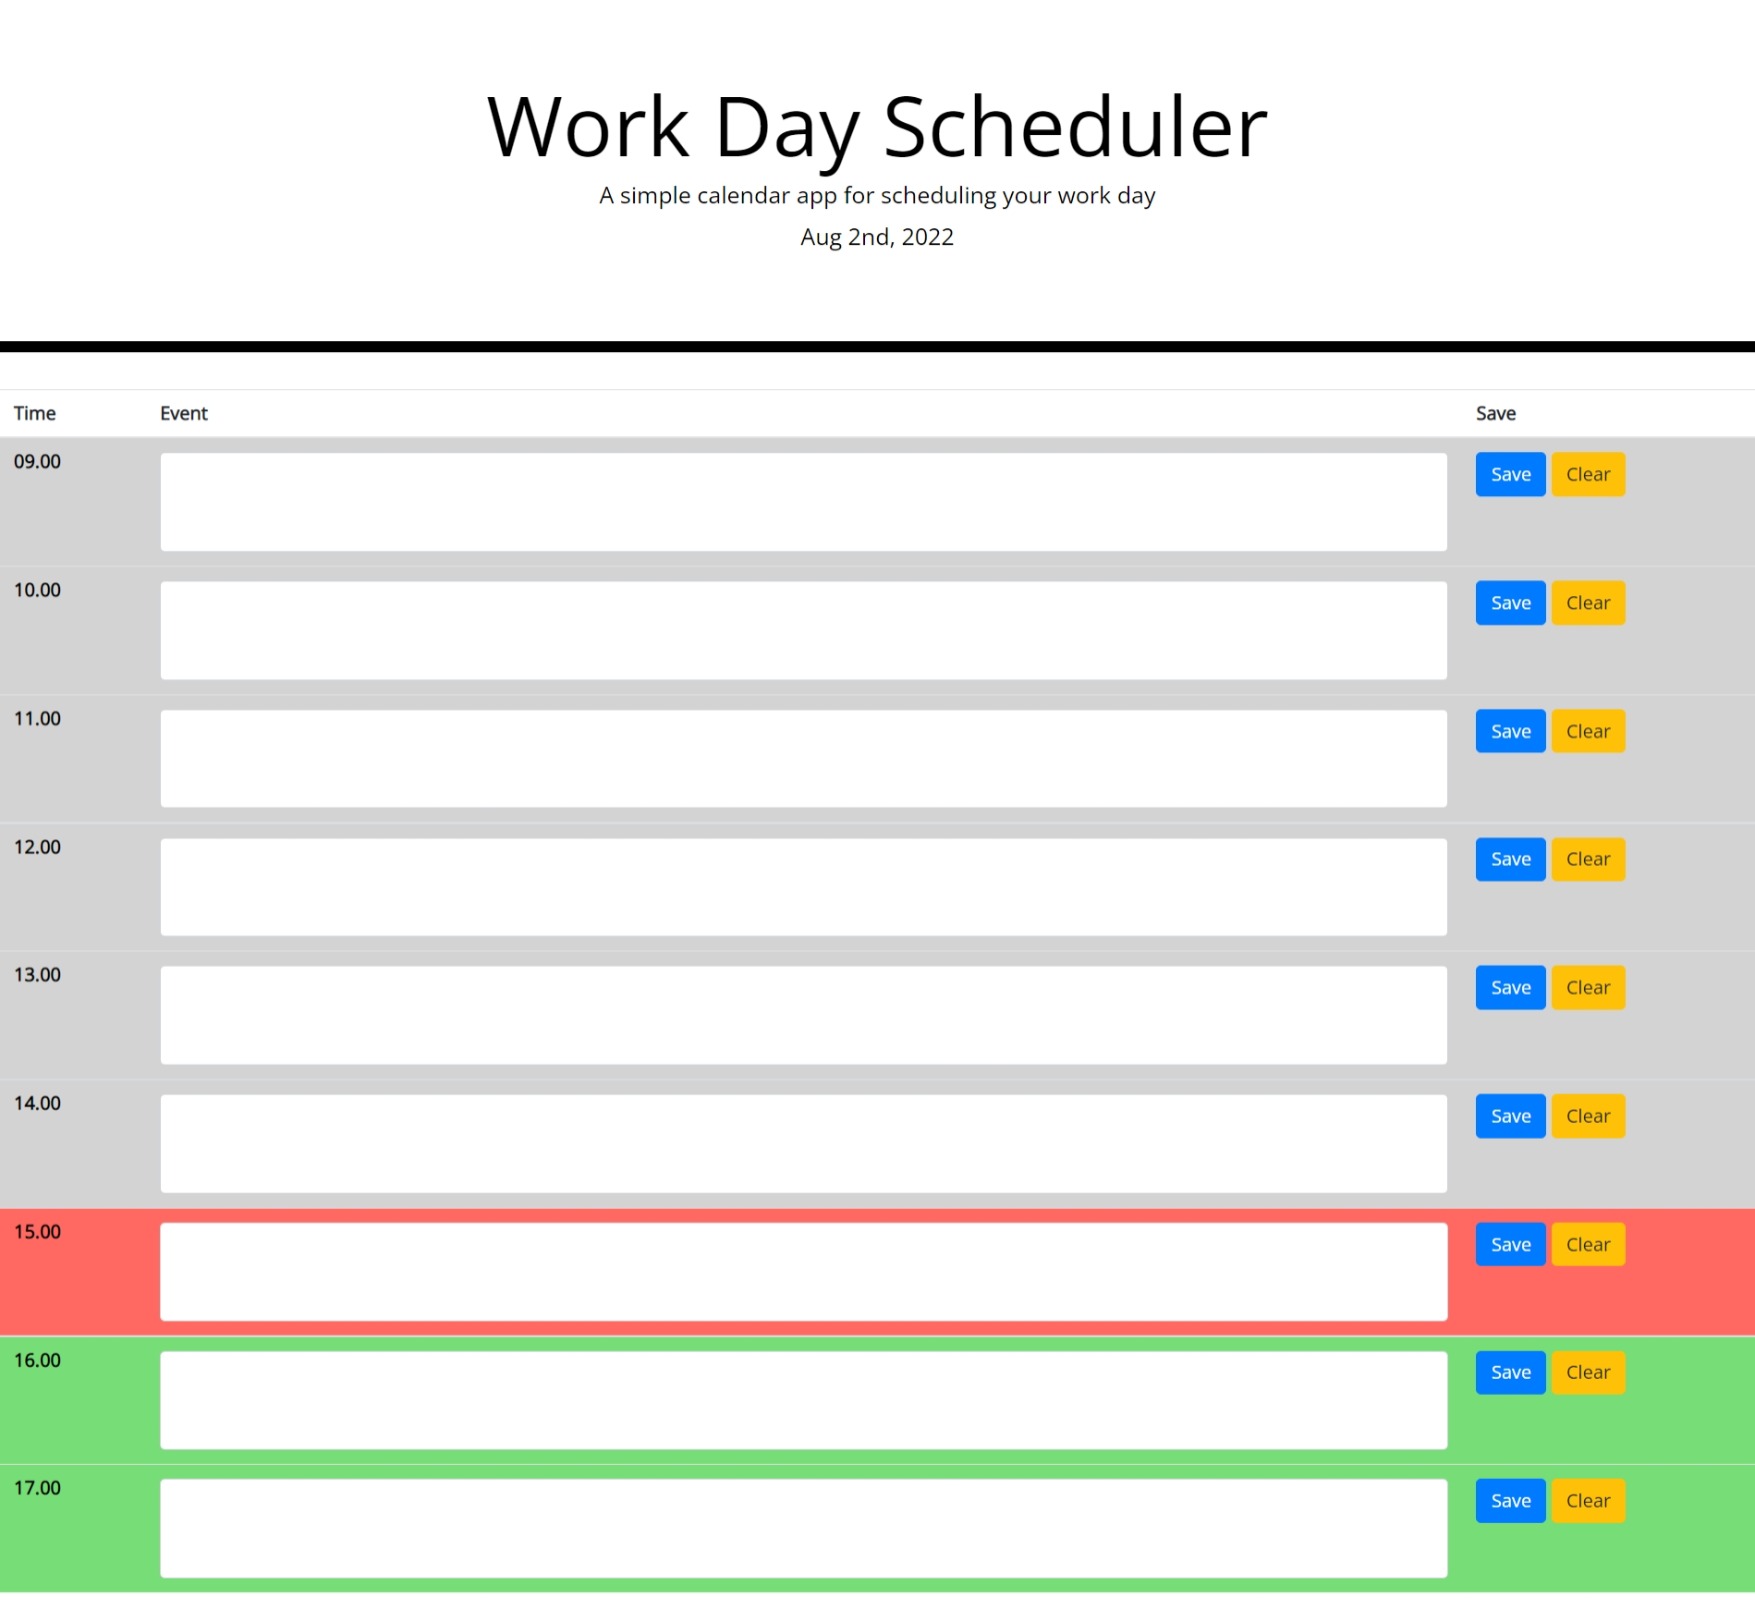 Work Day Scheduler
A simple calendar app for scheduling your work day
Aug 2nd, 2022
Time Event Save
09.00 Save Clear
10.00 Save Clear
11.00 Save Clear
12.00 Save Clear
13.00 Save Clear
14.00 Save Clear
15.00 Save Clear
16.00 Save Clear
17.00 Save Clear